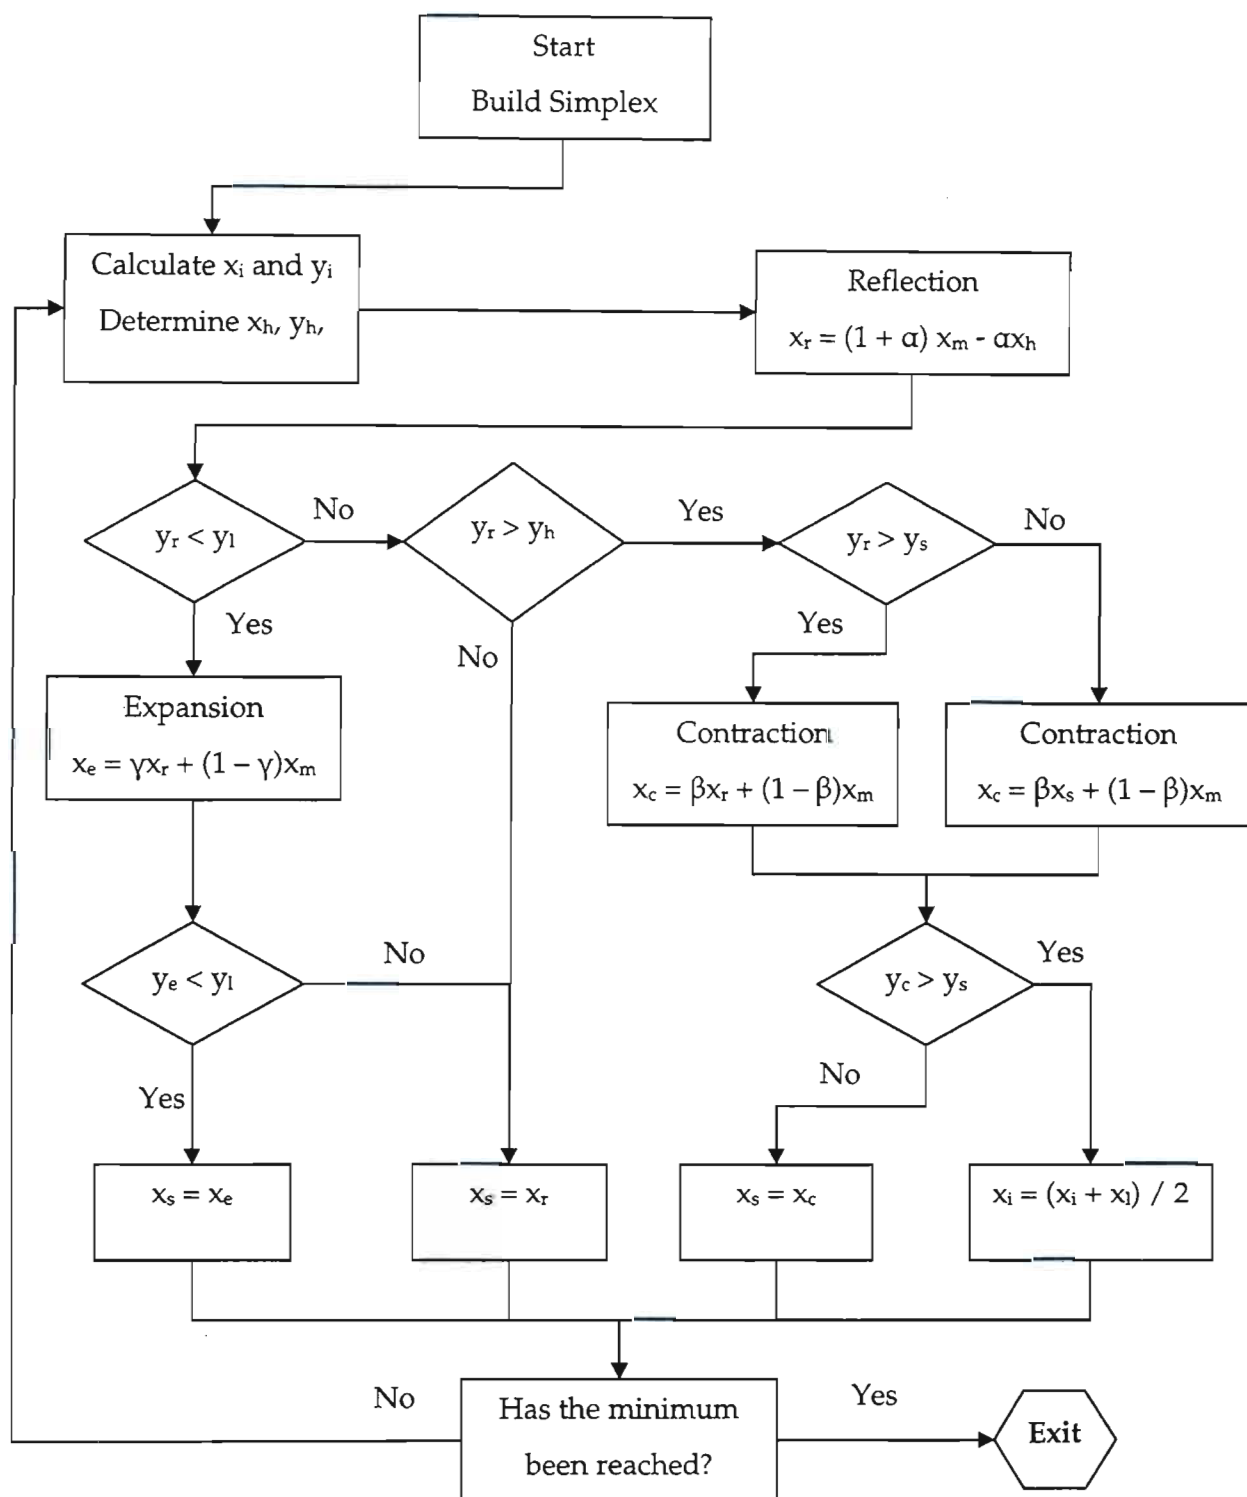 Start
Build Simplex
Calculate xᵢ and yᵢ
Determine xₕ, yₕ,
Reflection
xᵣ = (1 + α) xₘ - αxₕ
yᵣ < yₗ
No
yᵣ > yₕ
Yes
yᵣ > yₛ
No
Yes
No
Yes
Expansion
xₑ = γxᵣ + (1 – γ)xₘ
Contraction
x꜀ = βxᵣ + (1 – β)xₘ
Contraction
x꜀ = βxₛ + (1 – β)xₘ
yₑ < yₗ
No
y꜀ > yₛ
Yes
Yes
No
xₛ = xₑ
xₛ = xᵣ
xₛ = x꜀
xᵢ = (xᵢ + xₗ) / 2
No
Has the minimum
been reached?
Yes
Exit